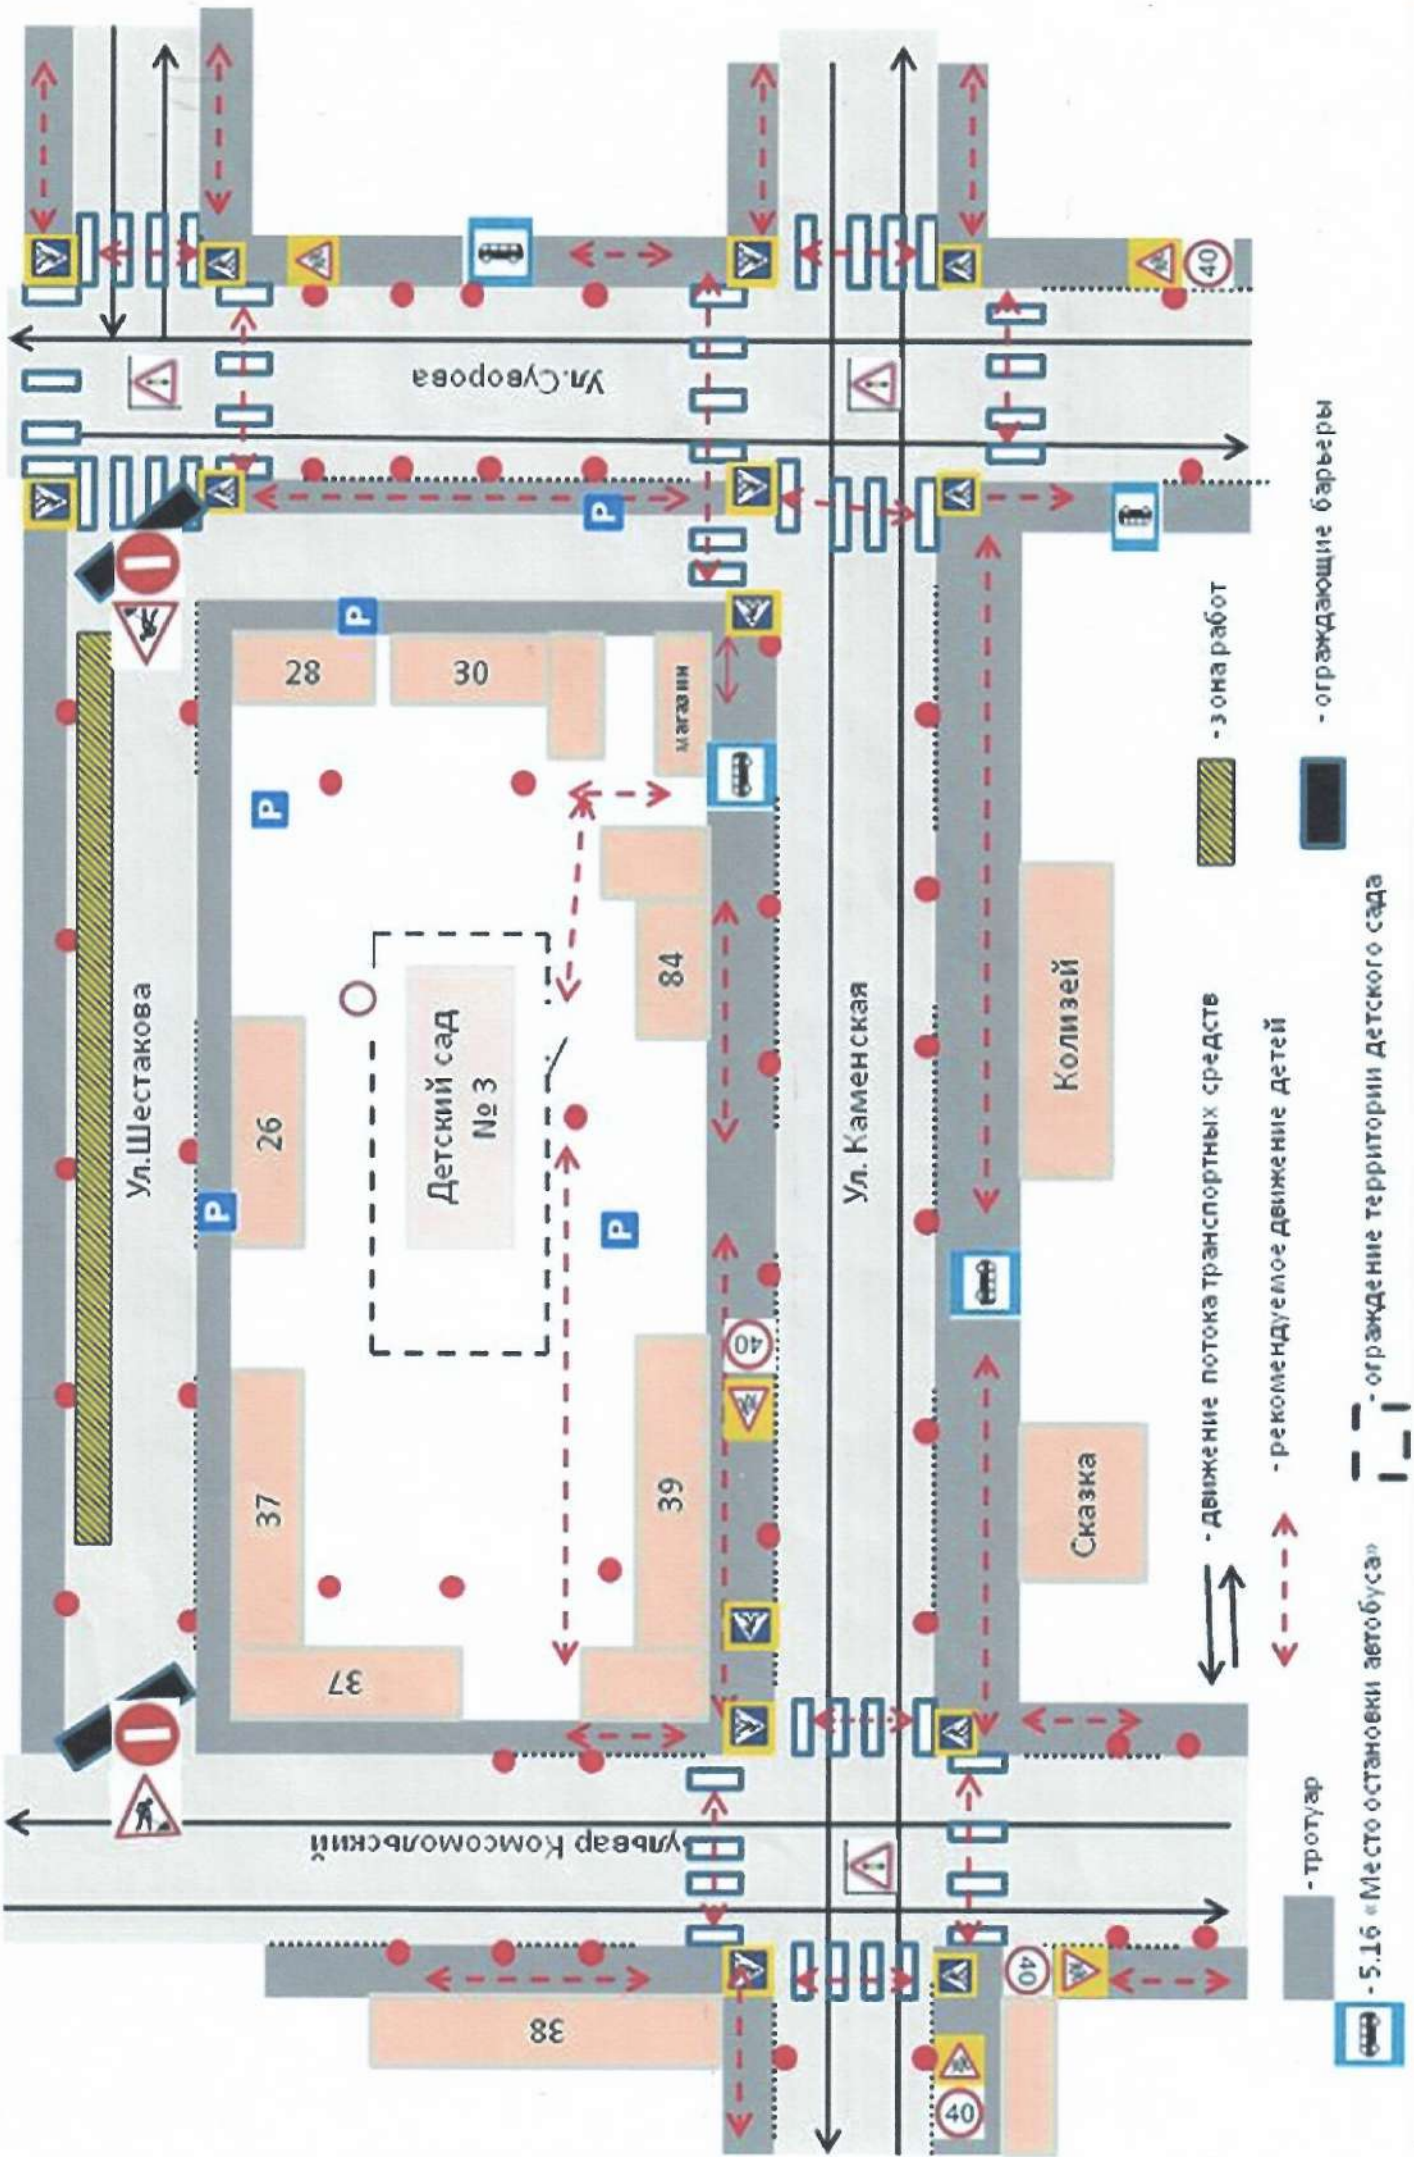 Ул.Шестакова
Ул.Суворова
ульвар Комсомольский
Ул. Каменская
37
37
26
28
30
магазин
84
39
38
Детский сад
№ 3
Сказка
Колизей
P
P
P
P
P
40
40
40
40
- тротуар
- движение потока транспортных средств
- зона работ
- рекомендуемое движение детей
- ограждающие барьеры
- 5.16 «Место остановки автобуса»
- ограждение территории детского сада